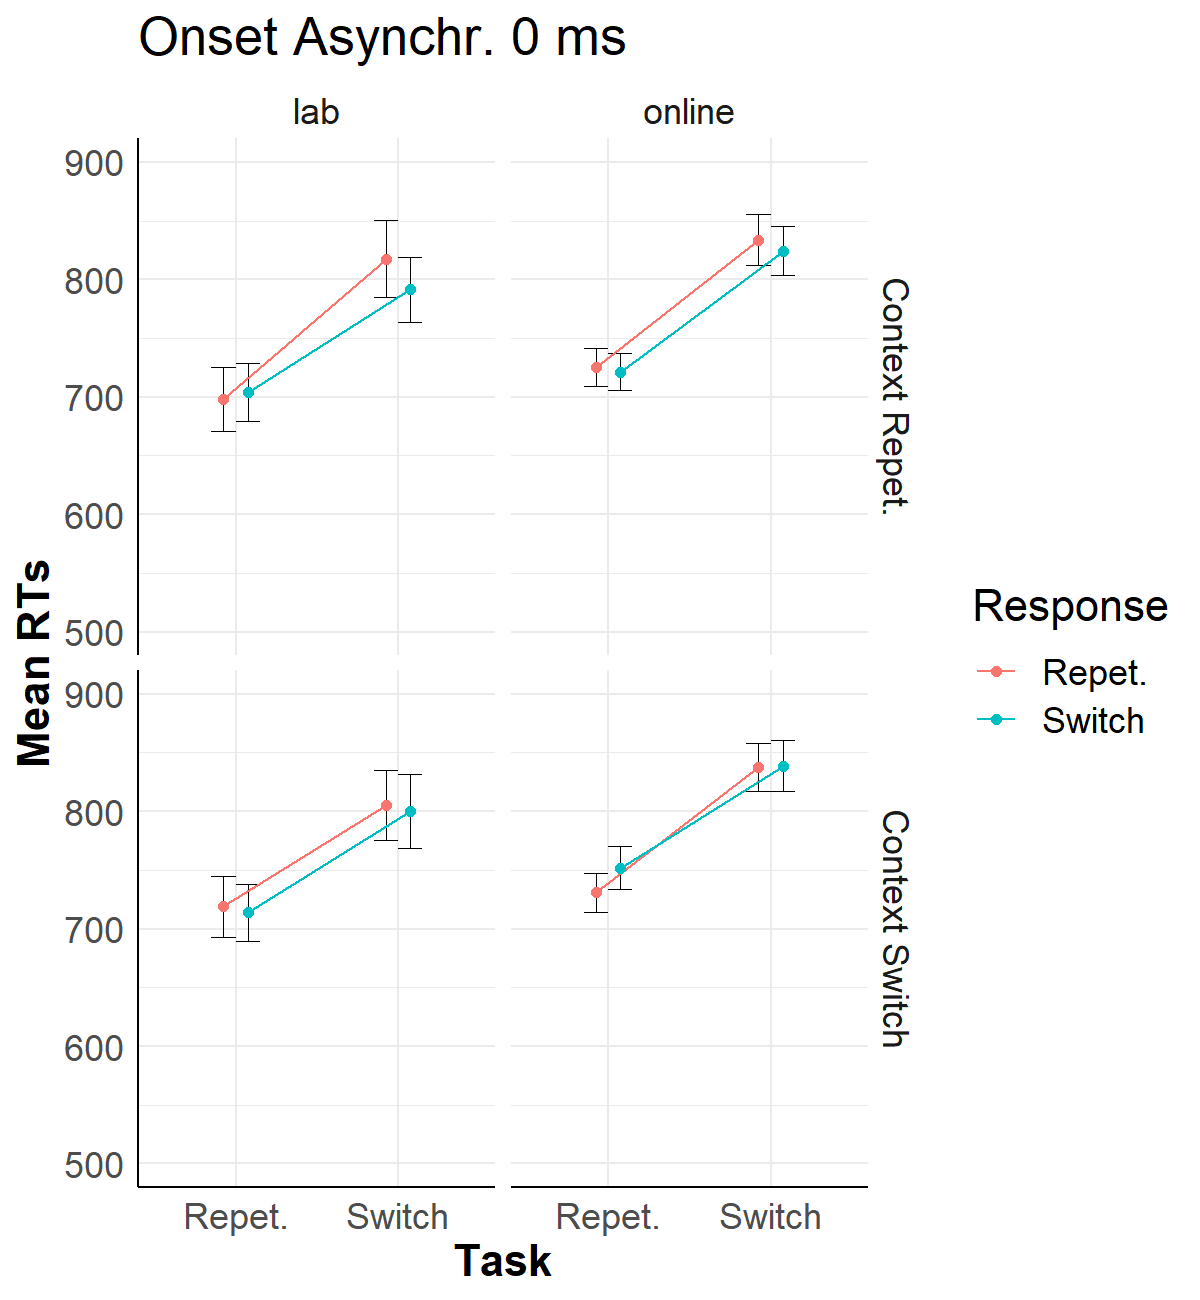 Onset Asynchr. 0 ms
lab
online
900
800
700
600
500
Context Repet.
900
800
700
600
500
Context Switch
Mean RTs
Repet.
Switch
Repet.
Switch
Task
Response
Repet.
Switch